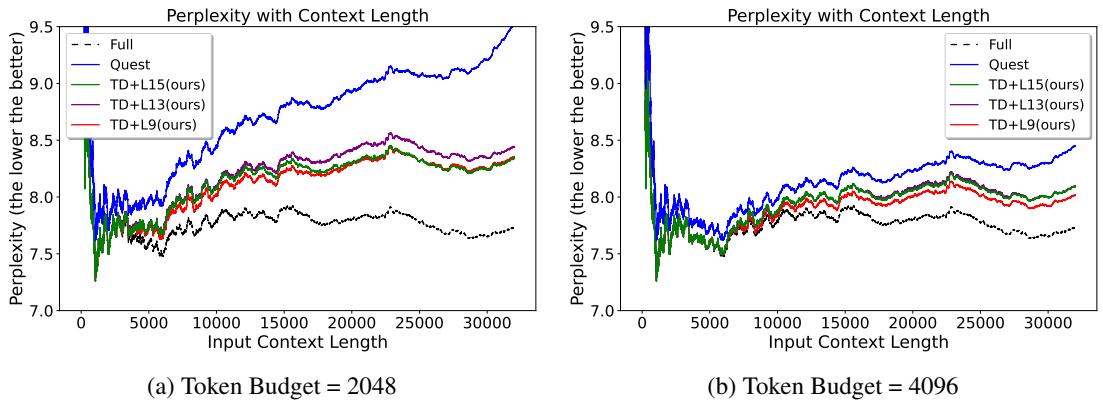 Perplexity with Context Length
Perplexity (the lower the better)
9.5
9.0
8.5
8.0
7.5
7.0
Full
Quest
TD+L15(ours)
TD+L13(ours)
TD+L9(ours)
0 5000 10000 15000 20000 25000 30000
Input Context Length
(a) Token Budget = 2048
Perplexity with Context Length
Perplexity (the lower the better)
9.5
9.0
8.5
8.0
7.5
7.0
Full
Quest
TD+L15(ours)
TD+L13(ours)
TD+L9(ours)
0 5000 10000 15000 20000 25000 30000
Input Context Length
(b) Token Budget = 4096